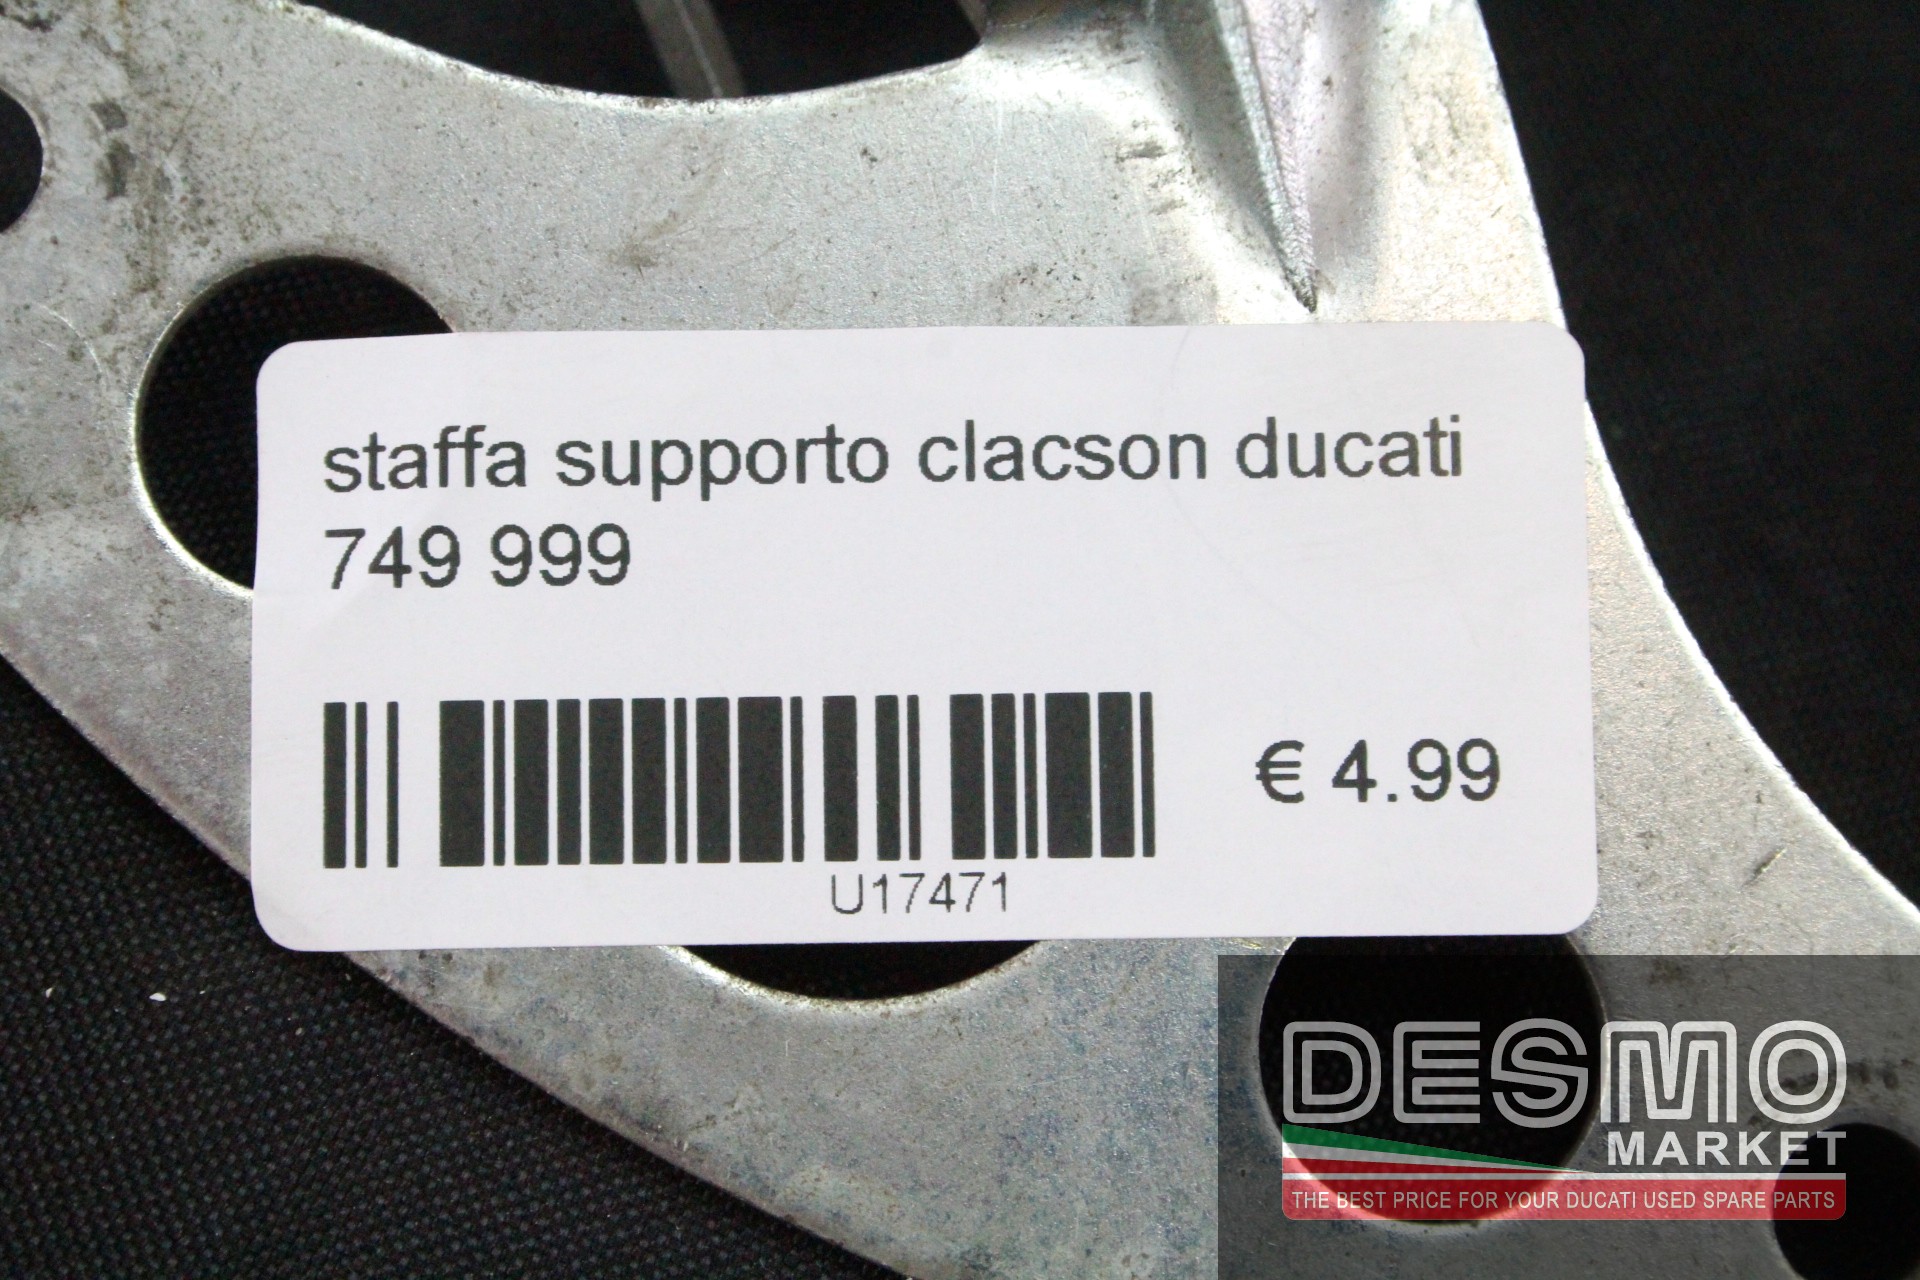 staffa supporto clacson ducati
749 999
€ 4.99
U17471
DESMO
MARKET
THE BEST PRICE FOR YOUR DUCATI USED SPARE PARTS